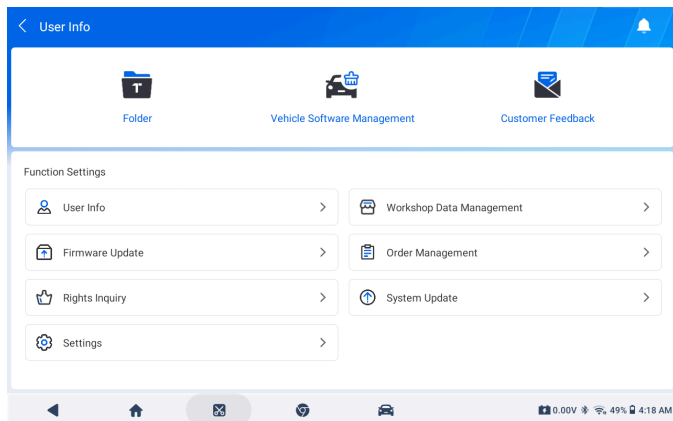 User Info
Folder
Vehicle Software Management
Customer Feedback
Function Settings
User Info
Workshop Data Management
Firmware Update
Order Management
Rights Inquiry
System Update
Settings
0.00V 49% 4:18 AM